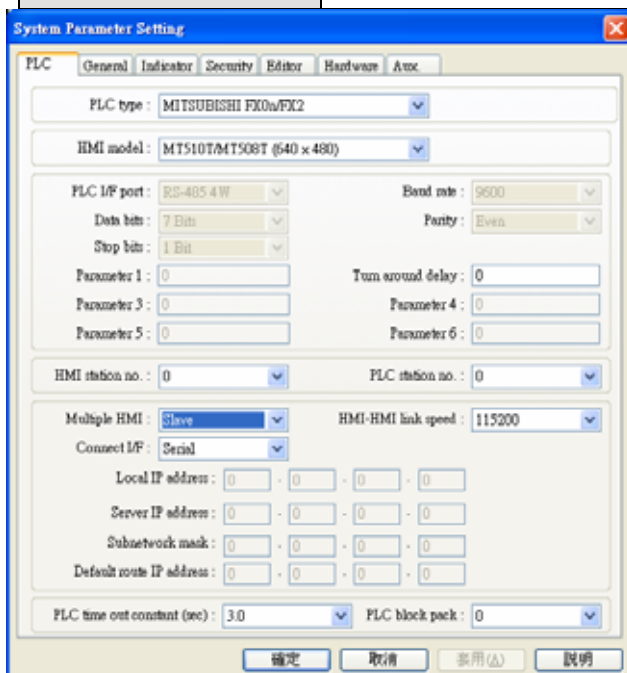 System Parameter Setting
PLC General Indicator Security Editor Hardware Aux.
PLC type : MITSUBISHI FX0n/FX2
HMI model : MT510T/MT508T (640 x 480)
PLC I/F port : RS-485 4W Baud rate : 9600
Data bits : 7 Bits Parity : Even
Stop bits : 1 Bit
Parameter 1 : 0 Turn around delay : 0
Parameter 3 : 0 Parameter 4 : 0
Parameter 5 : 0 Parameter 6 : 0
HMI station no. : 0 PLC station no. : 0
Multiple HMI : Slave HMI-HMI link speed : 115200
Connect I/F : Serial
Local IP address : 0 . 0 . 0 . 0
Server IP address : 0 . 0 . 0 . 0
Subnetwork mask : 0 . 0 . 0 . 0
Default route IP address : 0 . 0 . 0 . 0
PLC time out constant (sec) : 3.0 PLC block pack : 0
確定 取消 套用(A) 說明